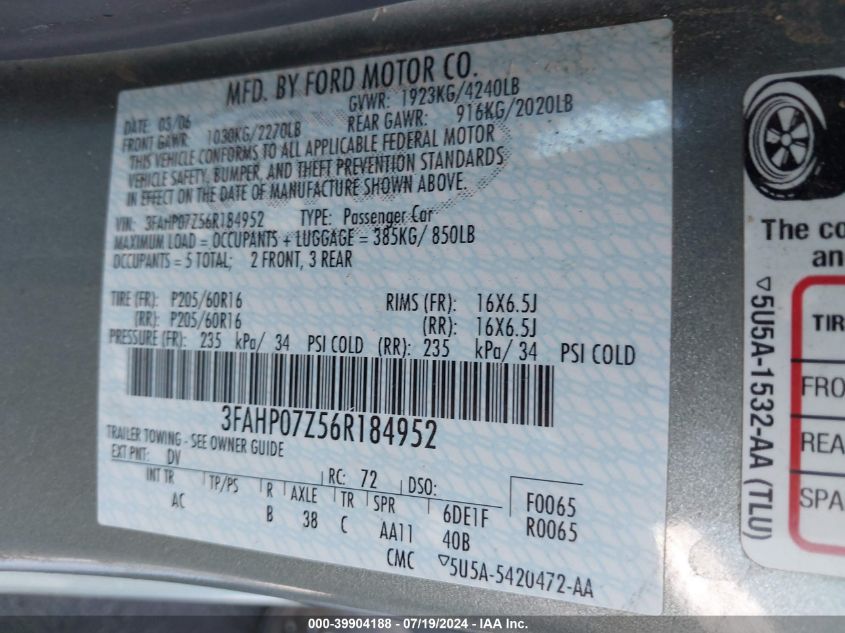 MFD. BY FORD MOTOR CO.
DATE: 05/06 GVWR: 1923KG/4240LB
FRONT GAWR: 1030KG/2270LB REAR GAWR: 916KG/2020LB
THIS VEHICLE CONFORMS TO ALL APPLICABLE FEDERAL MOTOR
VEHICLE SAFETY, BUMPER, AND THEFT PREVENTION STANDARDS
IN EFFECT ON THE DATE OF MANUFACTURE SHOWN ABOVE.
VIN: 3FAHP07Z56R184952 TYPE: Passenger Car
MAXIMUM LOAD = OCCUPANTS + LUGGAGE = 385KG/ 850LB
OCCUPANTS = 5 TOTAL; 2 FRONT, 3 REAR
TIRE (FR): P205/60R16 RIMS (FR): 16X6.5J
(RR): P205/60R16 (RR): 16X6.5J
PRESSURE (FR): 235 kPa/ 34 PSI COLD (RR): 235 kPa/ 34 PSI COLD
3FAHP07Z56R184952
TRAILER TOWING - SEE OWNER GUIDE
EXT PNT: DV RC: 72 DSO: F0065
INT TR TP/PS R AXLE TR SPR 6DE1F R0065
AC B 38 C AA11 40B
CMC ▽5U5A-5420472-AA
▽5U5A-1532-AA (TLU)
The co
an
TIR
FRO
REA
SPA
000-39904188 - 07/19/2024 - IAA Inc.